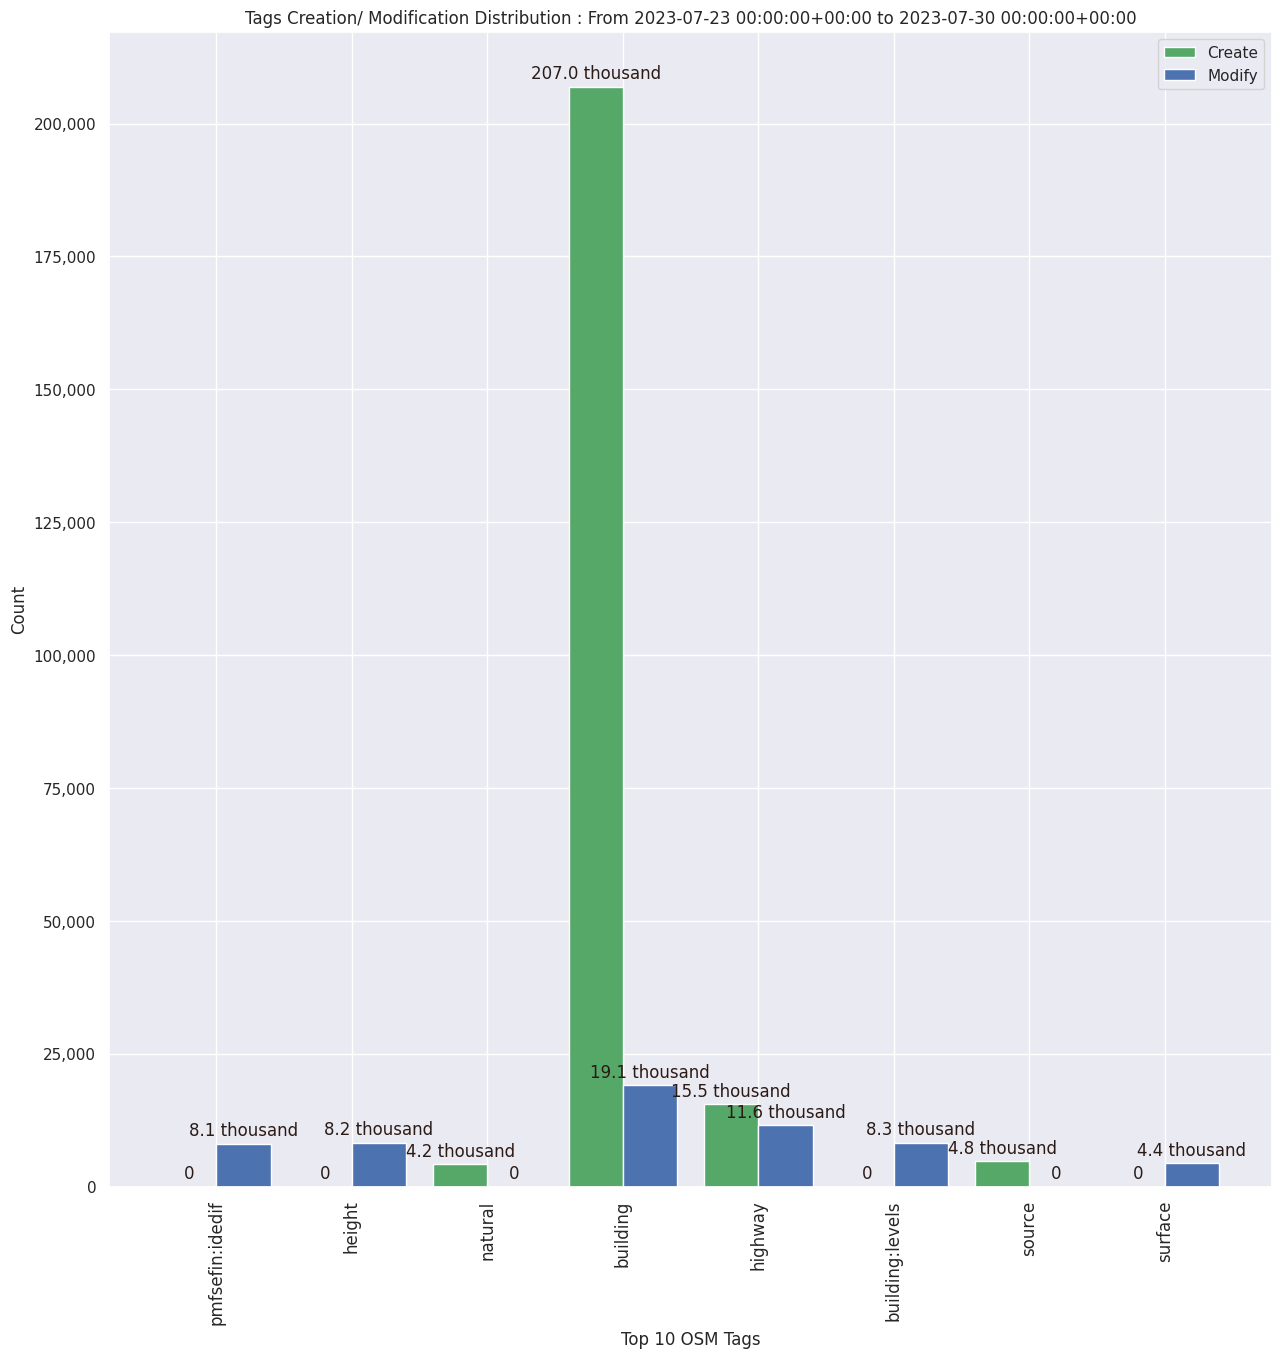 Tags Creation/ Modification Distribution : From 2023-07-23 00:00:00+00:00 to 2023-07-30 00:00:00+00:00
Create
Modify
207.0 thousand
200,000
175,000
150,000
125,000
100,000
75,000
50,000
25,000
0
Count
19.1 thousand
15.5 thousand
11.6 thousand
8.1 thousand
8.2 thousand
4.2 thousand
8.3 thousand
4.8 thousand
4.4 thousand
0
0
0
0
0
0
pmfsefin:idedif
height
natural
building
highway
building:levels
source
surface
Top 10 OSM Tags